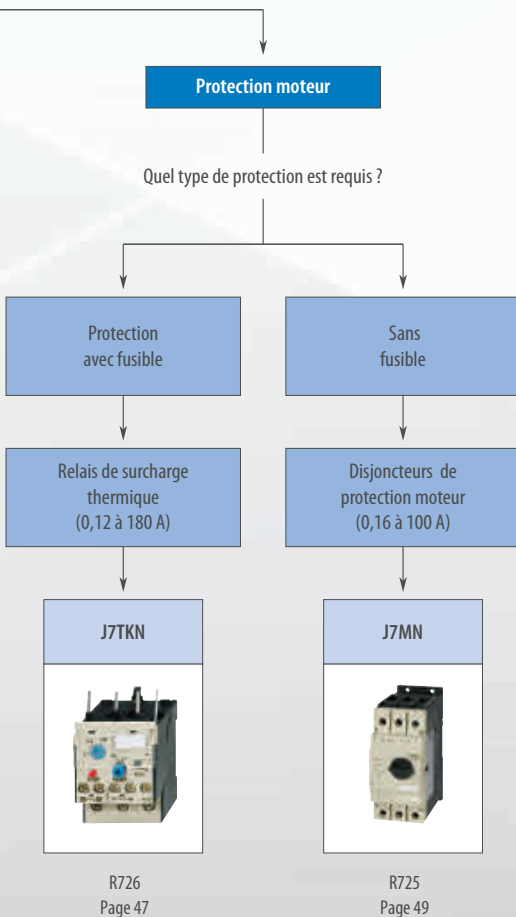 Protection moteur
Quel type de protection est requis ?
Protection
avec fusible
Sans
fusible
Relais de surcharge
thermique
(0,12 à 180 A)
Disjoncteurs de
protection moteur
(0,16 à 100 A)
J7TKN
J7MN
R726
Page 47
R725
Page 49